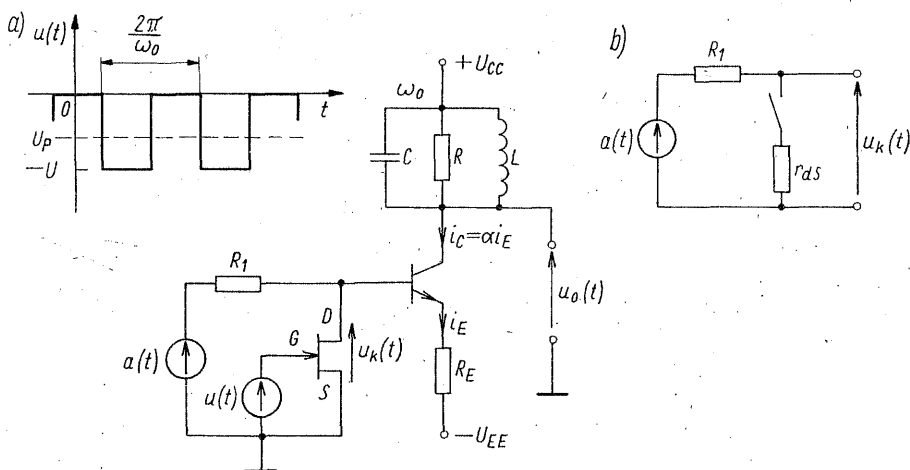 a) u(t)
2π
ω₀
0
t
U_P
−U
+U_CC
ω₀
C
R
L
i_C=αi_E
u₀(t)
R₁
D
G
S
a(t)
u(t)
u_k(t)
i_E
R_E
−U_EE
b)
R₁
a(t)
r_ds
u_k(t)